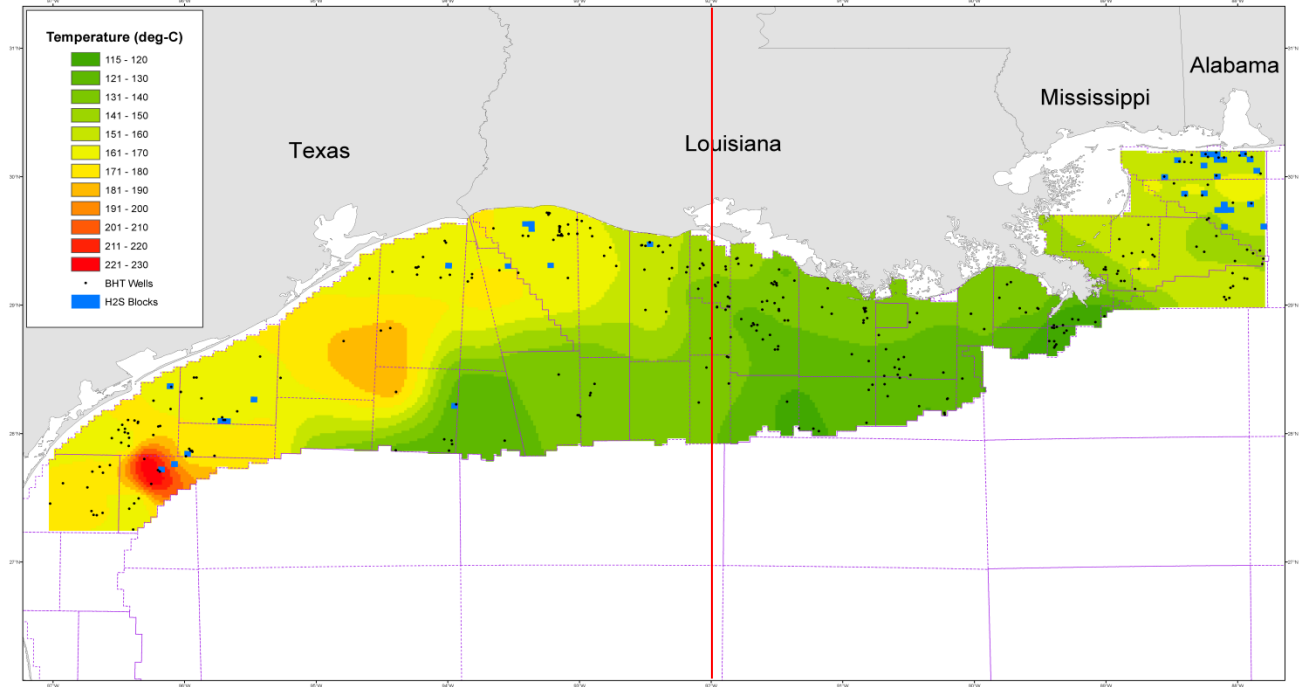 Temperature (deg-C)
115 - 120
121 - 130
131 - 140
141 - 150
151 - 160
161 - 170
171 - 180
181 - 190
191 - 200
201 - 210
211 - 220
221 - 230
BHT Wells
H2S Blocks
Texas
Louisiana
Mississippi
Alabama